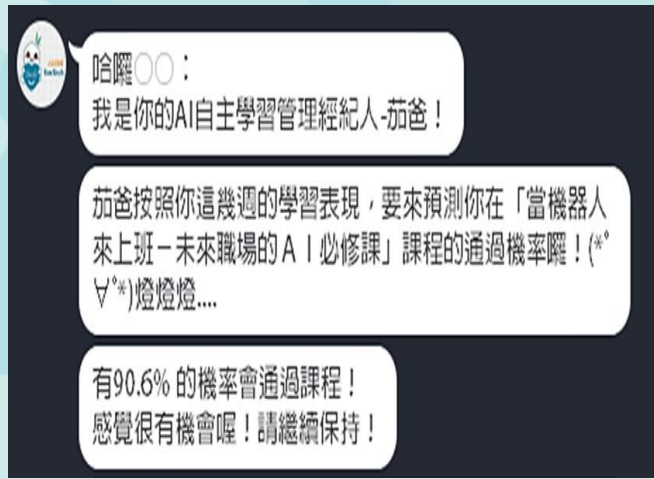 哈囉○○：
我是你的AI自主學習管理經紀人-茄爸！
茄爸按照你這幾週的學習表現，要來預測你在「當機器人
來上班－未來職場的ＡＩ必修課」課程的通過機率囉！(*ﾟ
∀ﾟ*)燈燈燈....
有90.6% 的機率會通過課程！
感覺很有機會喔！請繼續保持！